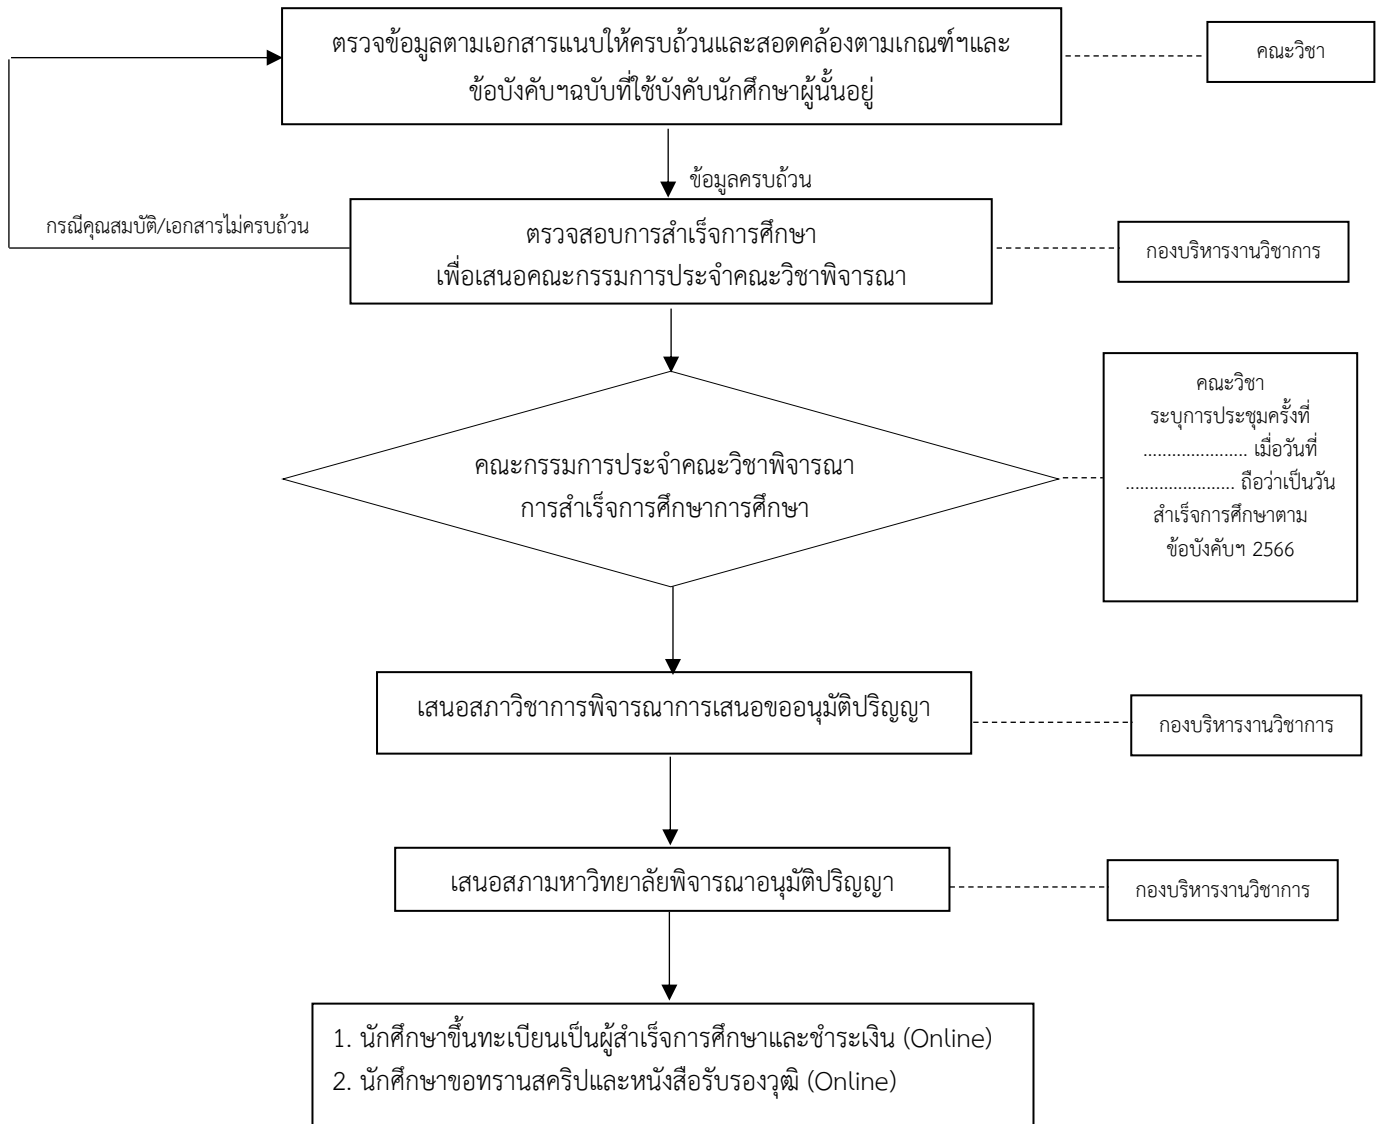 ตรวจข้อมูลตามเอกสารแนบให้ครบถ้วนและสอดคล้องตามเกณฑ์ฯและ
ข้อบังคับฯฉบับที่ใช้บังคับนักศึกษาผู้นั้นอยู่
คณะวิชา
ข้อมูลครบถ้วน
กรณีคุณสมบัติ/เอกสารไม่ครบถ้วน
ตรวจสอบการสำเร็จการศึกษา
เพื่อเสนอคณะกรรมการประจำคณะวิชาพิจารณา
กองบริหารงานวิชาการ
คณะกรรมการประจำคณะวิชาพิจารณา
การสำเร็จการศึกษาการศึกษา
คณะวิชา
ระบุการประชุมครั้งที่
...................... เมื่อวันที่
....................... ถือว่าเป็นวัน
สำเร็จการศึกษาตาม
ข้อบังคับฯ 2566
เสนอสภาวิชาการพิจารณาการเสนอขออนุมัติปริญญา
กองบริหารงานวิชาการ
เสนอสภามหาวิทยาลัยพิจารณาอนุมัติปริญญา
กองบริหารงานวิชาการ
1. นักศึกษาขึ้นทะเบียนเป็นผู้สำเร็จการศึกษาและชำระเงิน (Online)
2. นักศึกษาขอทรานสคริปและหนังสือรับรองวุฒิ (Online)